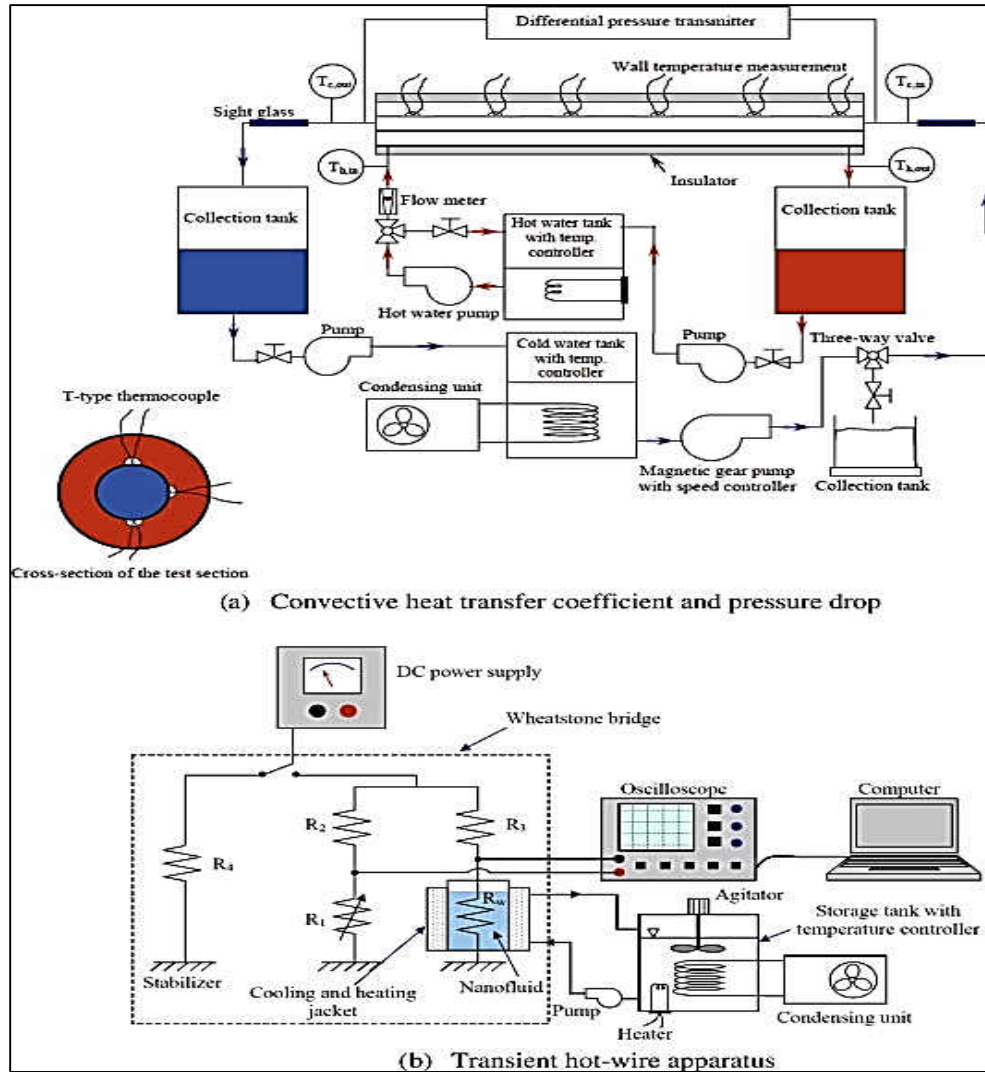 Differential pressure transmitter
Wall temperature measurement
T c,out
T c,in
Sight glass
T h,in
T h,out
Insulator
Flow meter
Collection tank
Hot water tank
with temp.
controller
Collection tank
Hot water pump
Pump
Pump
Three-way valve
Cold water tank
with temp.
controller
Condensing unit
T-type thermocouple
Magnetic gear pump
with speed controller
Collection tank
Cross-section of the test section
(a) Convective heat transfer coefficient and pressure drop
DC power supply
Wheatstone bridge
Oscilloscope
Computer
R2
R3
R4
R1
Rw
Agitator
Storage tank with
temperature controller
Stabilizer
Cooling and heating
jacket
Nanofluid
Pump
Heater
Condensing unit
(b) Transient hot-wire apparatus